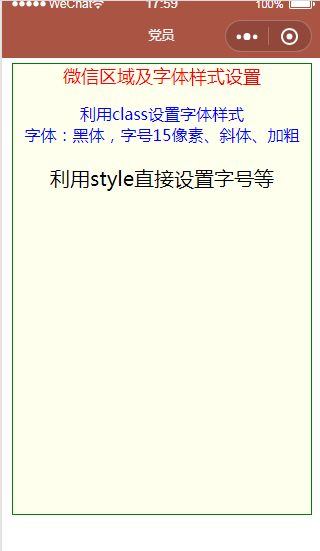 WeChat 17:59 100%
党员
微信区域及字体样式设置
利用class设置字体样式
字体：黑体，字号15像素、斜体、加粗
利用style直接设置字号等